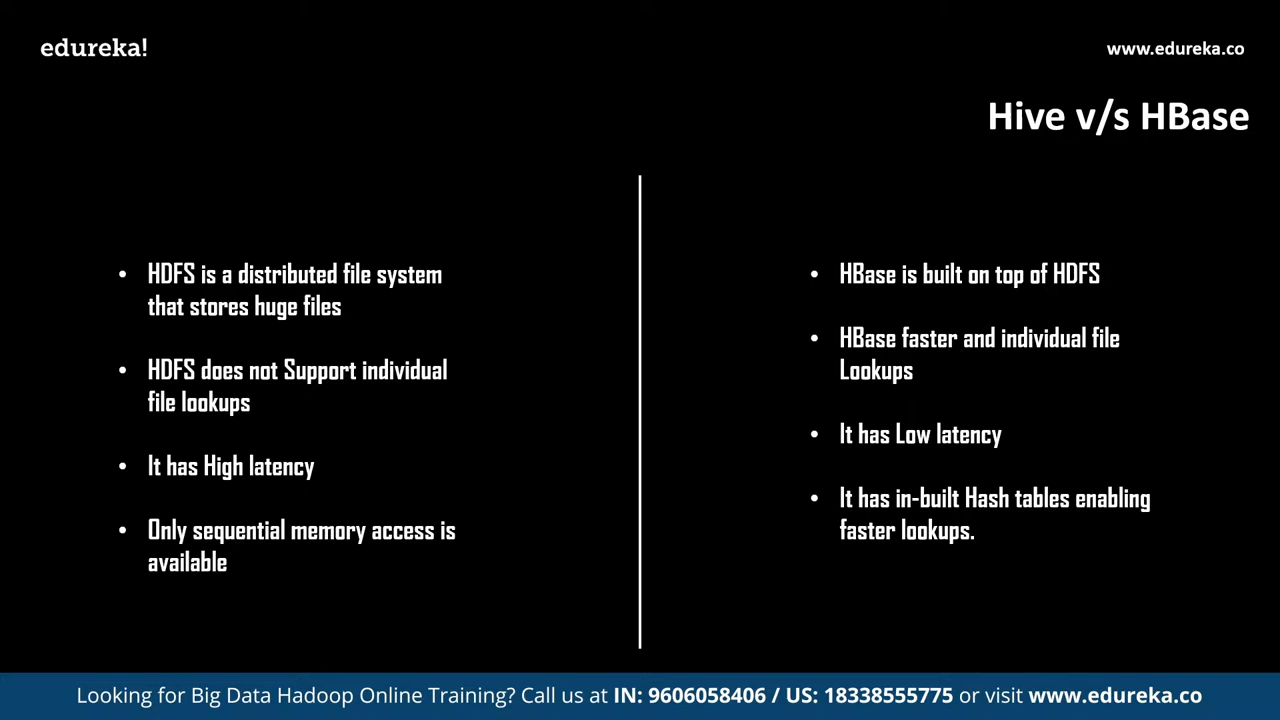 edureka!
www.edureka.co
Hive v/s HBase
• HDFS is a distributed file system
that stores huge files
• HDFS does not Support individual
file lookups
• It has High latency
• Only sequential memory access is
available
• HBase is built on top of HDFS
• HBase faster and individual file
Lookups
• It has Low latency
• It has in-built Hash tables enabling
faster lookups.
Looking for Big Data Hadoop Online Training? Call us at IN: 9606058406 / US: 18338555775 or visit www.edureka.co